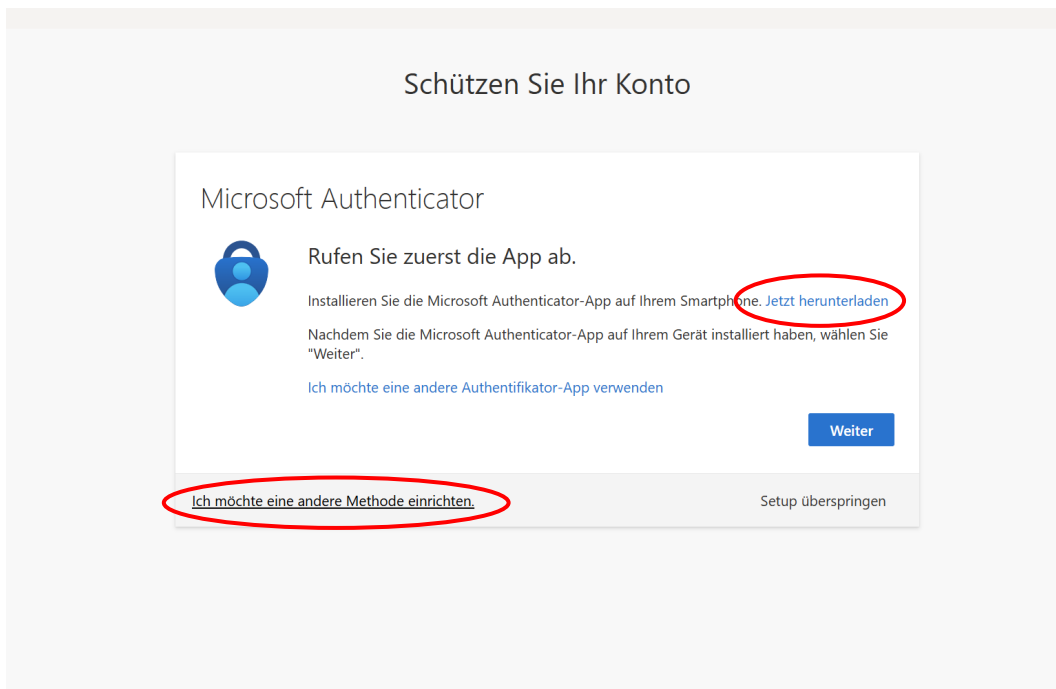 Schützen Sie Ihr Konto
Microsoft Authenticator
Rufen Sie zuerst die App ab.
Installieren Sie die Microsoft Authenticator-App auf Ihrem Smartphone. Jetzt herunterladen
Nachdem Sie die Microsoft Authenticator-App auf Ihrem Gerät installiert haben, wählen Sie
"Weiter".
Ich möchte eine andere Authentifikator-App verwenden
Weiter
Ich möchte eine andere Methode einrichten.
Setup überspringen